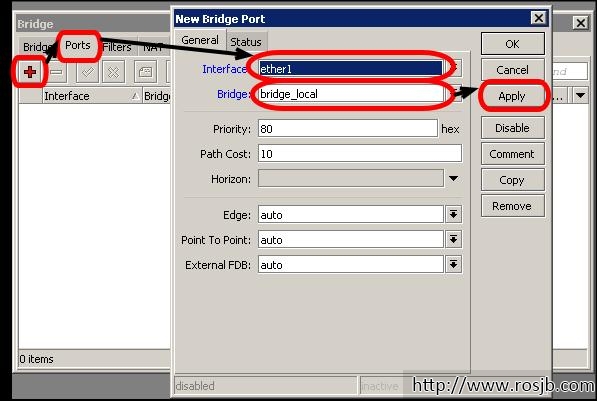 Bridge
New Bridge Port
Bridge Ports Filters NAT
General Status
Interface: ether1
Bridge: bridge_local
Priority: 80 hex
Path Cost: 10
Horizon:
Edge: auto
Point To Point: auto
External FDB: auto
OK
Cancel
Apply
Disable
Comment
Copy
Remove
Interface Bridge
...
0 items
disabled
inactive
http://www.rosjb.com